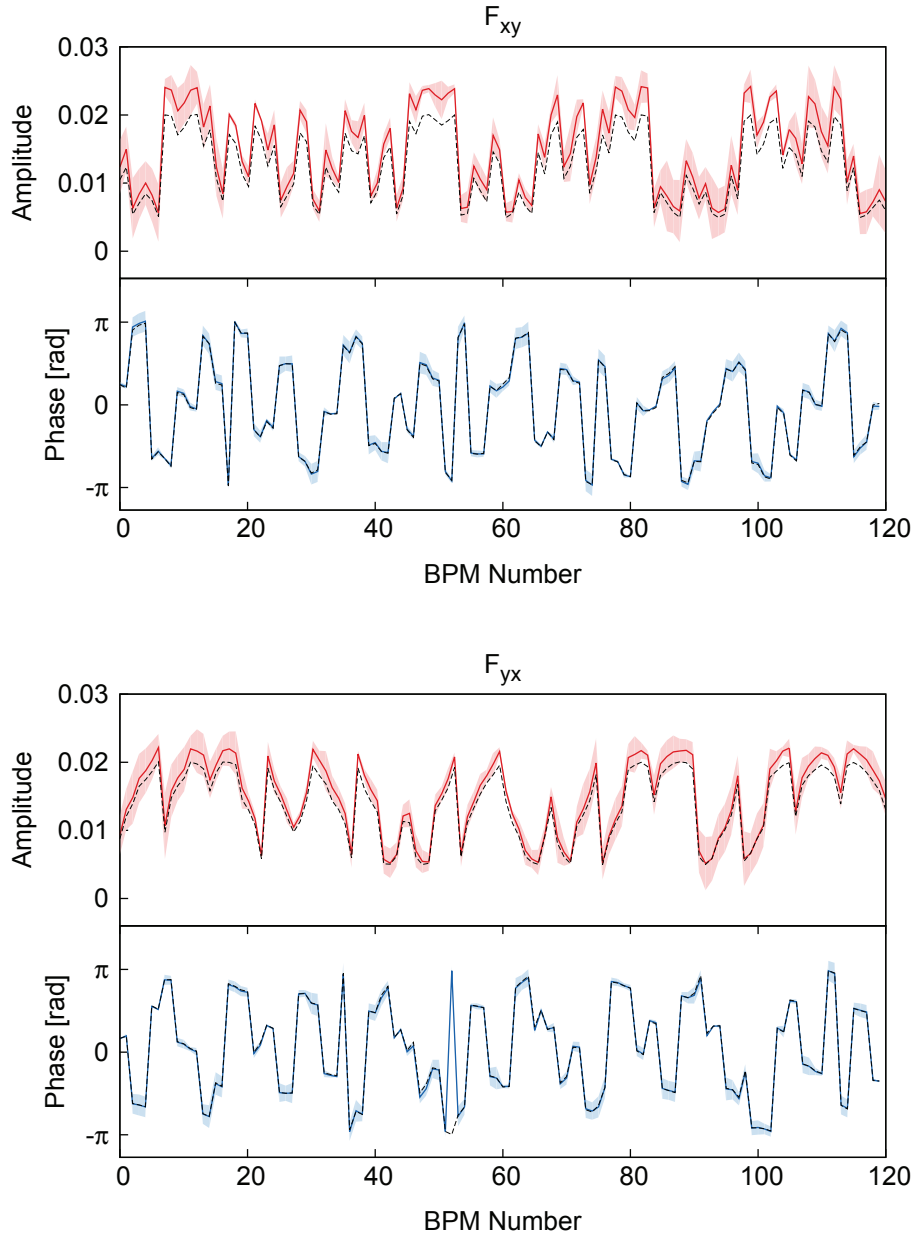 F_xy
0.03
0.02
0.01
0
Amplitude
π
0
-π
Phase [rad]
0 20 40 60 80 100 120
BPM Number
F_yx
0.03
0.02
0.01
0
Amplitude
π
0
-π
Phase [rad]
0 20 40 60 80 100 120
BPM Number